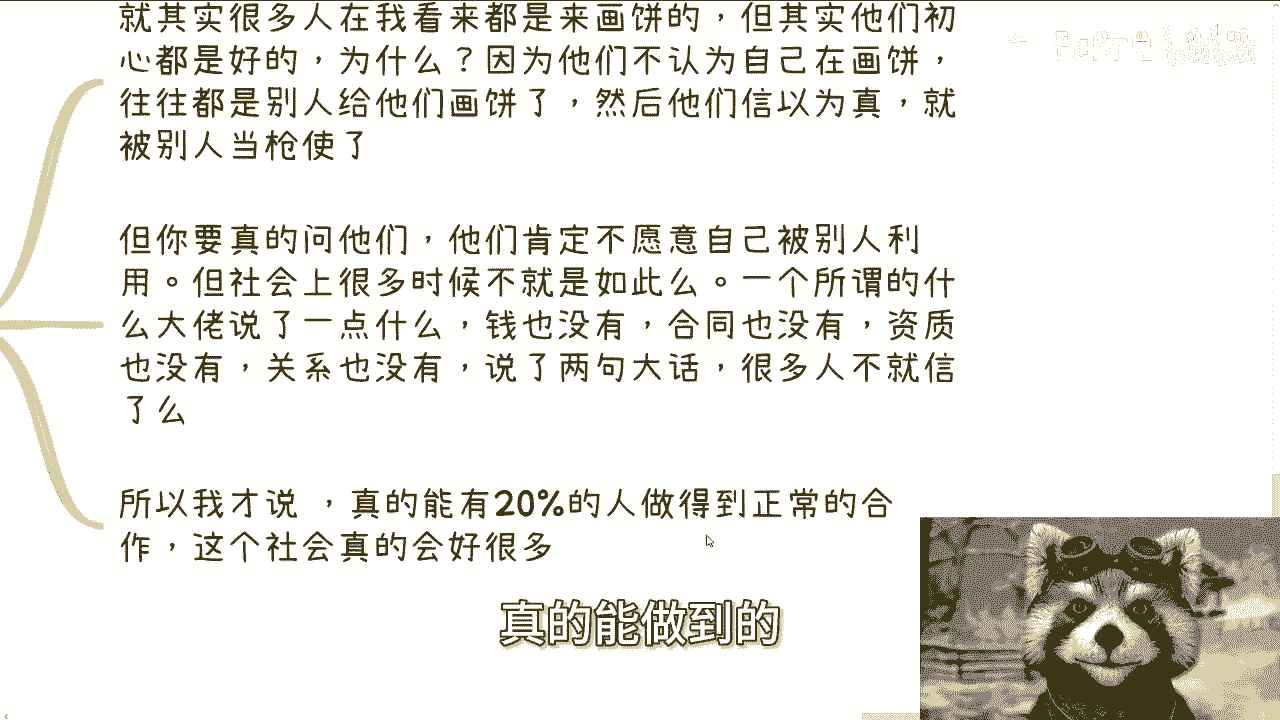 就其实很多人在我看来都是来画饼的，但其实他们初
心都是好的，为什么？因为他们不认为自己在画饼，
往往都是别人给他们画饼了，然后他们信以为真，就
被别人当枪使了
但你要真的问他们，他们肯定不愿意自己被别人利
用。但社会上很多时候不就是如此么。一个所谓的什
么大佬说了一点什么，钱也没有，合同也没有，资质
也没有，关系也没有，说了两句大话，很多人不就信
了么
所以我才说 ，真的能有20%的人做得到正常的合
作，这个社会真的会好很多
真的能做到的